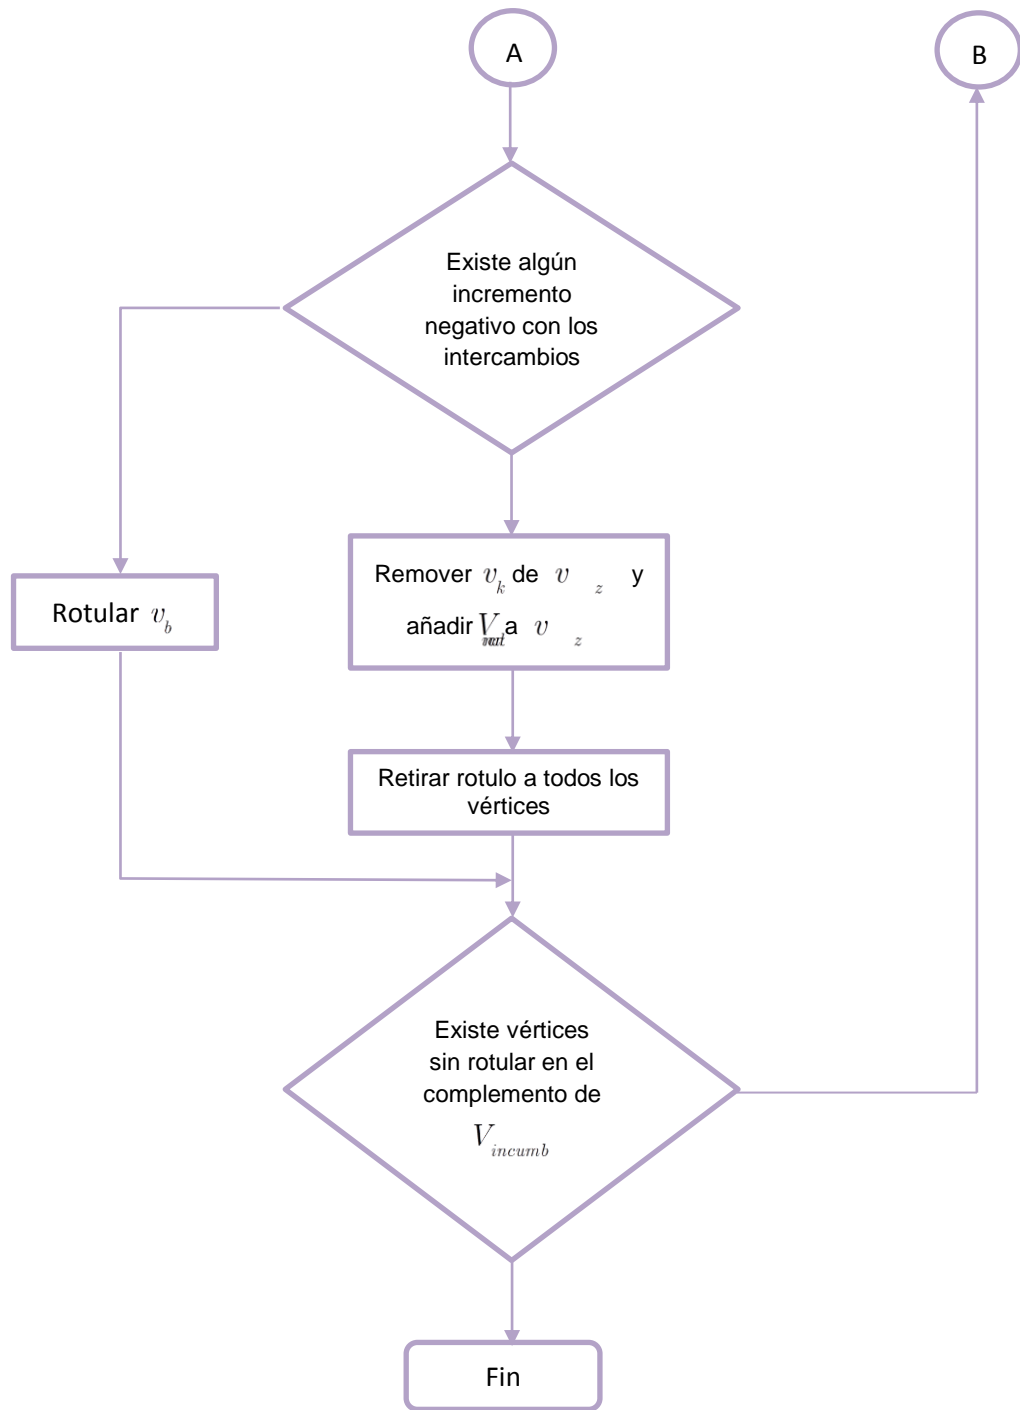 A
B
Existe algún
incremento
negativo con los
intercambios
Remover v_k de v_z y
añadir V a v_z
Rotular v_b
Retirar rotulo a todos los
vértices
Existe vértices
sin rotular en el
complemento de
V_incumb
Fin